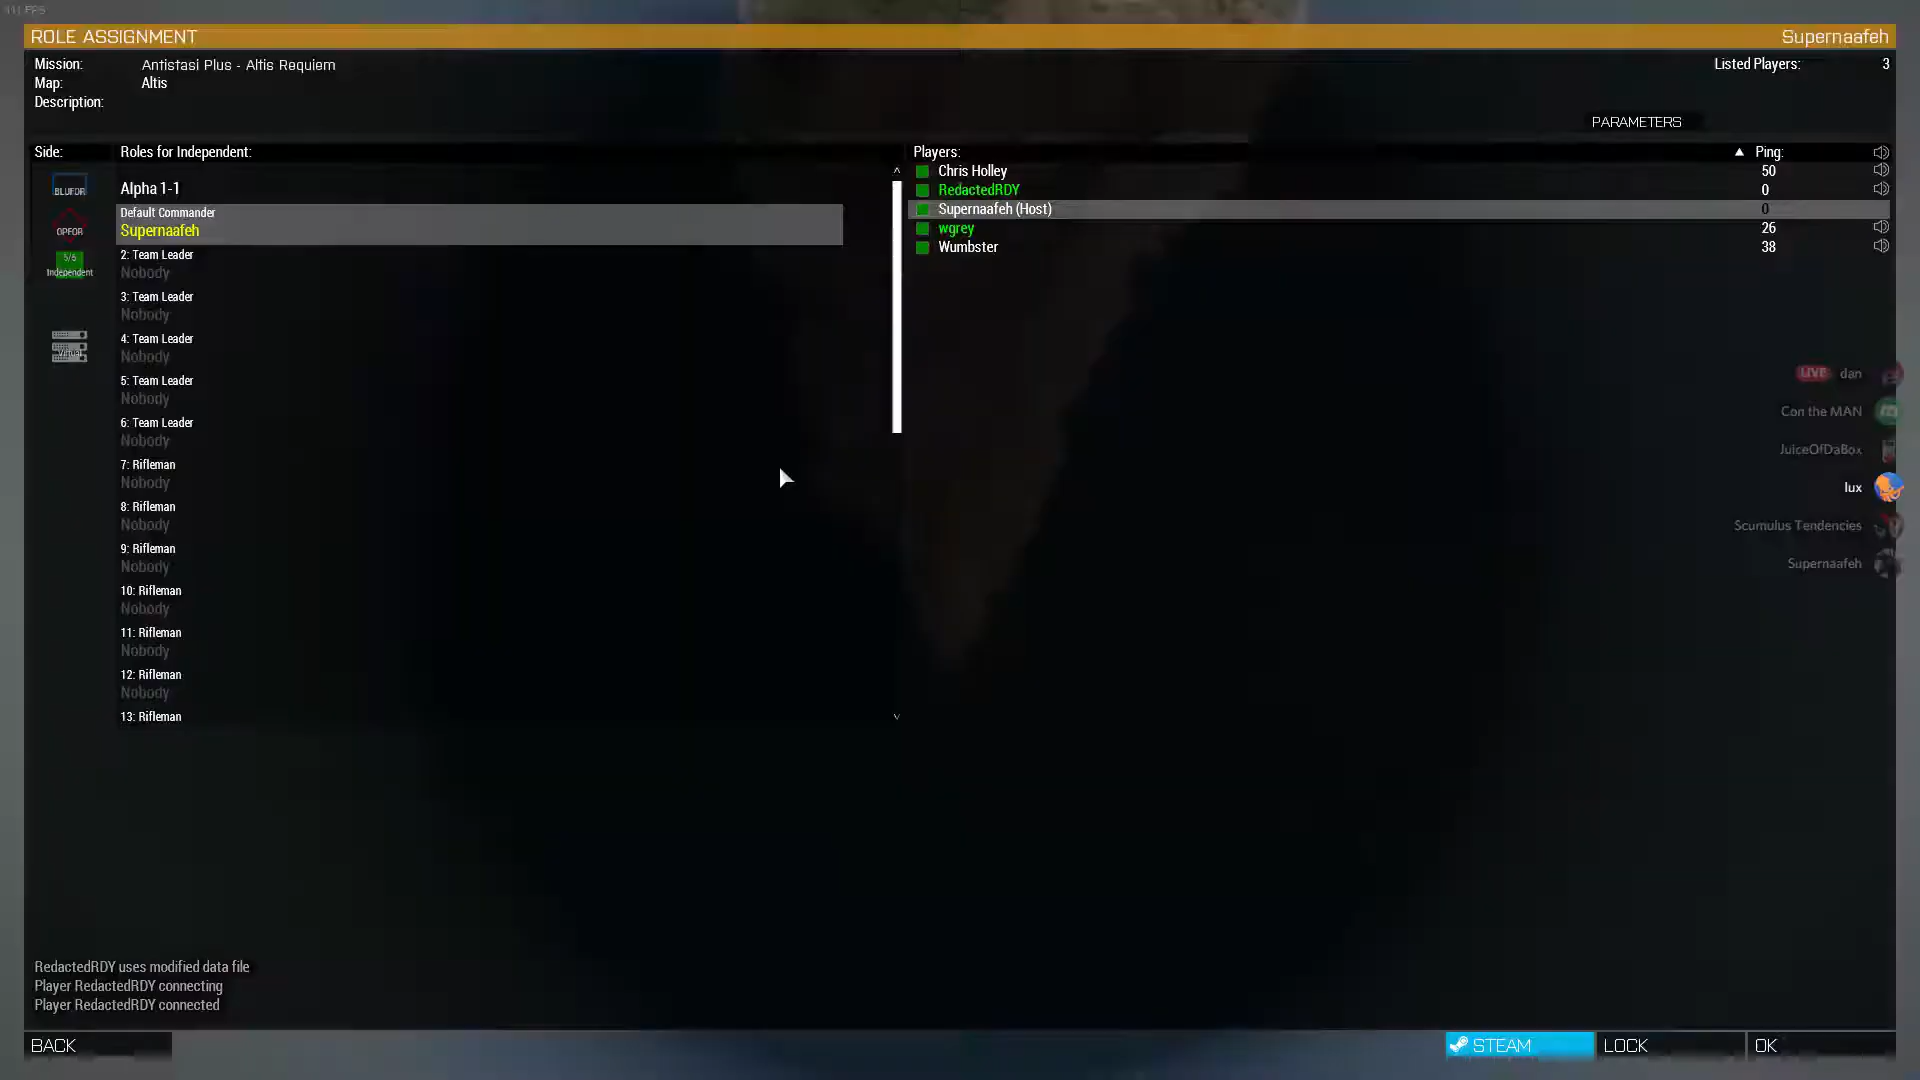 ROLE ASSIGNMENT
Supernaafeh
Mission: Antistasi Plus - Altis Requiem
Listed Players: 3
Map: Altis
Description:
PARAMETERS
Side:
BLUFOR
OPFOR
5/5
Independent
Virtual
Roles for Independent:
Alpha 1-1
Default Commander
Supernaafeh
2: Team Leader
Nobody
3: Team Leader
Nobody
4: Team Leader
Nobody
5: Team Leader
Nobody
6: Team Leader
Nobody
7: Rifleman
Nobody
8: Rifleman
Nobody
9: Rifleman
Nobody
10: Rifleman
Nobody
11: Rifleman
Nobody
12: Rifleman
Nobody
13: Rifleman
Players: Ping:
Chris Holley 50
RedactedRDY 0
Supernaafeh (Host) 0
wgrey 26
Wumbster 38
LIVE dan
Con the MAN
JuiceOfDaBox
lux
Scumulus Tendencies
Supernaafeh
RedactedRDY uses modified data file
Player RedactedRDY connecting
Player RedactedRDY connected
BACK
STEAM
LOCK
OK